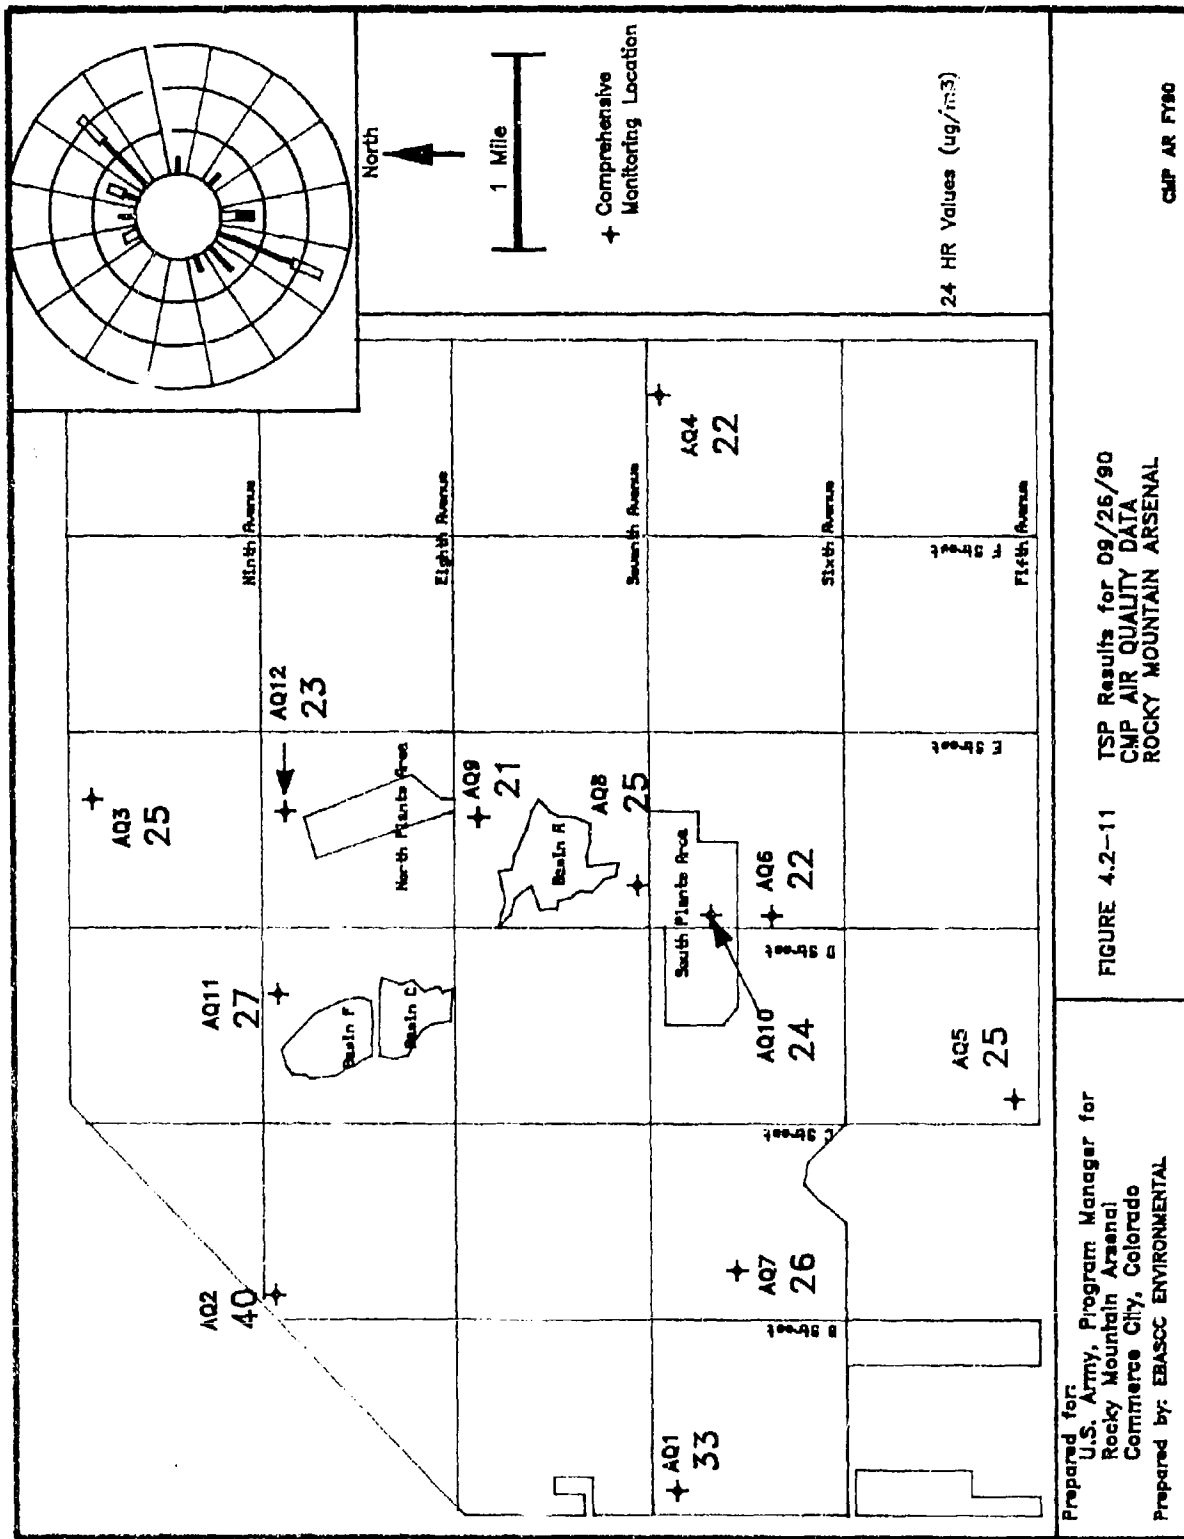 North
1 Mile
+ Comprehensive
Monitoring Location
24 HR Values (ug/m3)
AQ3
25
Ninth Avenue
AQ12
23
AQ2
40
AQ11
27
North Plants Area
Basin F
Basin C
Eighth Avenue
AQ9
21
Basin A
AQ8
25
Seventh Avenue
AQ4
22
AQ1
33
South Plants Area
AQ6
22
AQ10
24
AQ7
26
B Street
C Street
D Street
E Street
F Street
Sixth Avenue
AQ5
25
Fifth Avenue
Prepared for:
U.S. Army, Program Manager for
Rocky Mountain Arsenal
Commerce City, Colorado
Prepared by: EBASCC ENVIRONMENTAL
FIGURE 4.2-11 TSP Results for 09/26/90
CMP AIR QUALITY DATA
ROCKY MOUNTAIN ARSENAL
CMP AR FY90